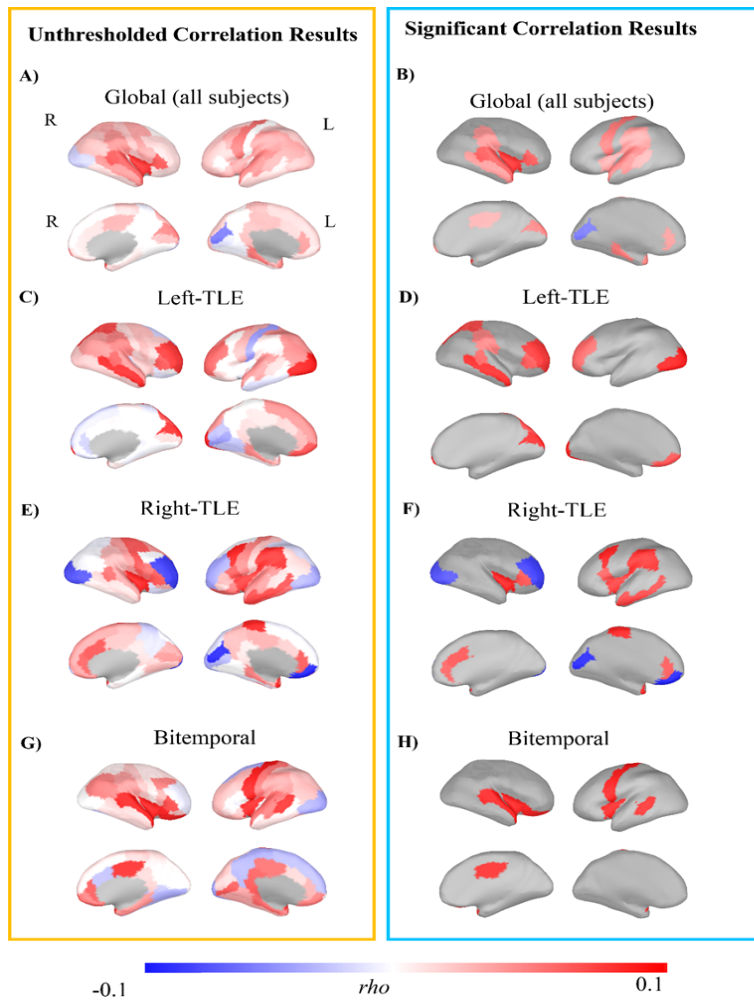 Unthresholded Correlation Results
Significant Correlation Results
A)
Global (all subjects)
R
L
R
L
B)
Global (all subjects)
C)
Left-TLE
D)
Left-TLE
E)
Right-TLE
F)
Right-TLE
G)
Bitemporal
H)
Bitemporal
-0.1
rho
0.1